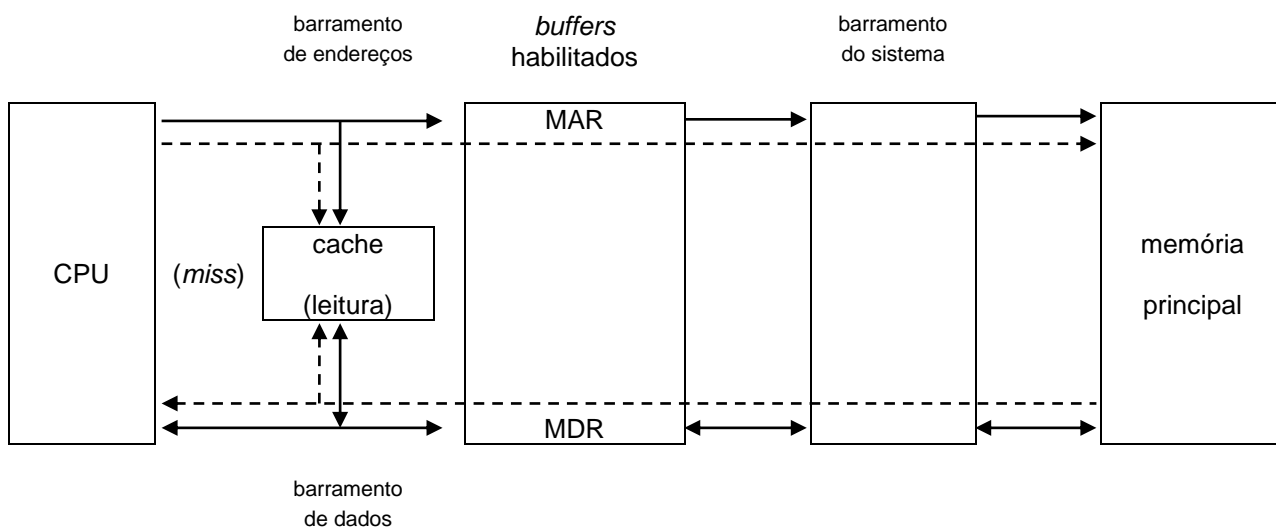 barramento
de endereços
buffers
habilitados
barramento
do sistema
MAR
CPU
(miss)
cache
(leitura)
memória
principal
MDR
barramento
de dados